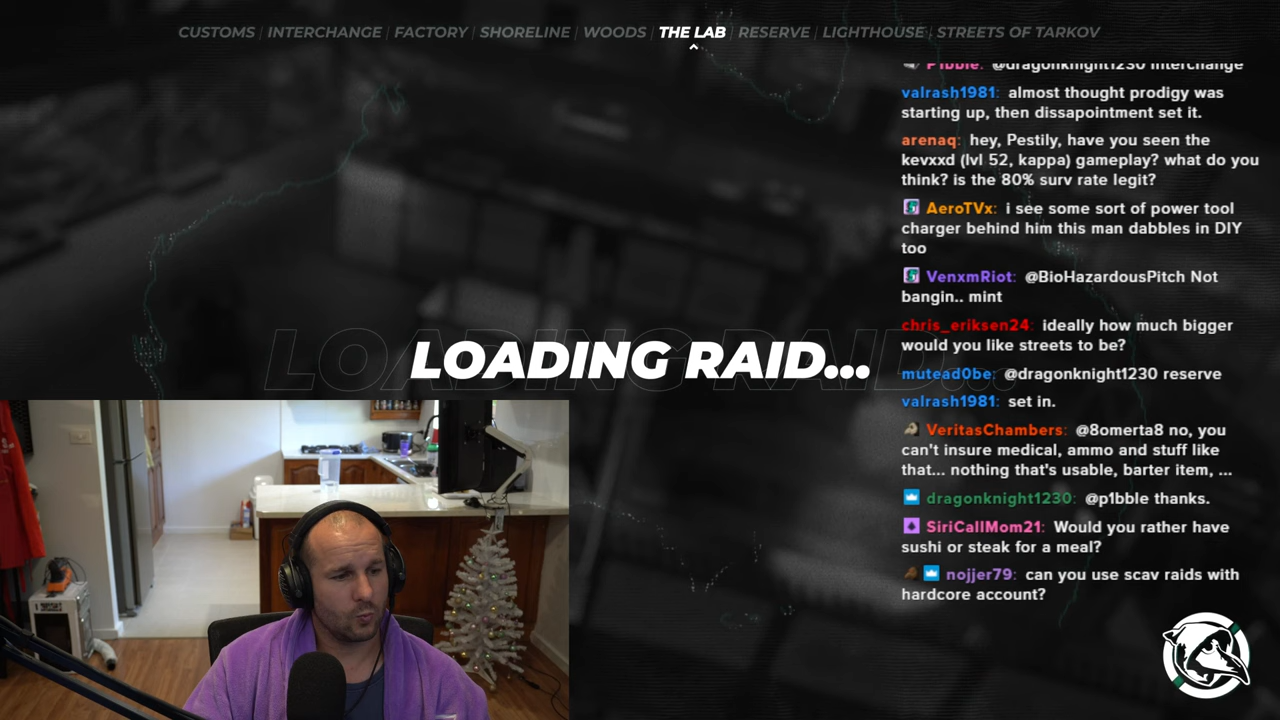 CUSTOMS | INTERCHANGE | FACTORY | SHORELINE | WOODS | THE LAB | RESERVE | LIGHTHOUSE | STREETS OF TARKOV
P1bble: @dragonknight1230 interchange
valrash1981: almost thought prodigy was
starting up, then dissapointment set it.
arenaq: hey, Pestily, have you seen the
kevxxd (lvl 52, kappa) gameplay? what do you
think? is the 80% surv rate legit?
AeroTVx: i see some sort of power tool
charger behind him this man dabbles in DIY
too
VenxmRiot: @BioHazardousPitch Not
bangin.. mint
chris_eriksen24: ideally how much bigger
would you like streets to be?
mutead0be: @dragonknight1230 reserve
valrash1981: set in.
VeritasChambers: @8omerta8 no, you
can't insure medical, ammo and stuff like
that... nothing that's usable, barter item, ...
dragonknight1230: @p1bble thanks.
SiriCallMom21: Would you rather have
sushi or steak for a meal?
nojjer79: can you use scav raids with
hardcore account?
LOADING RAID...
LOADING RAID...